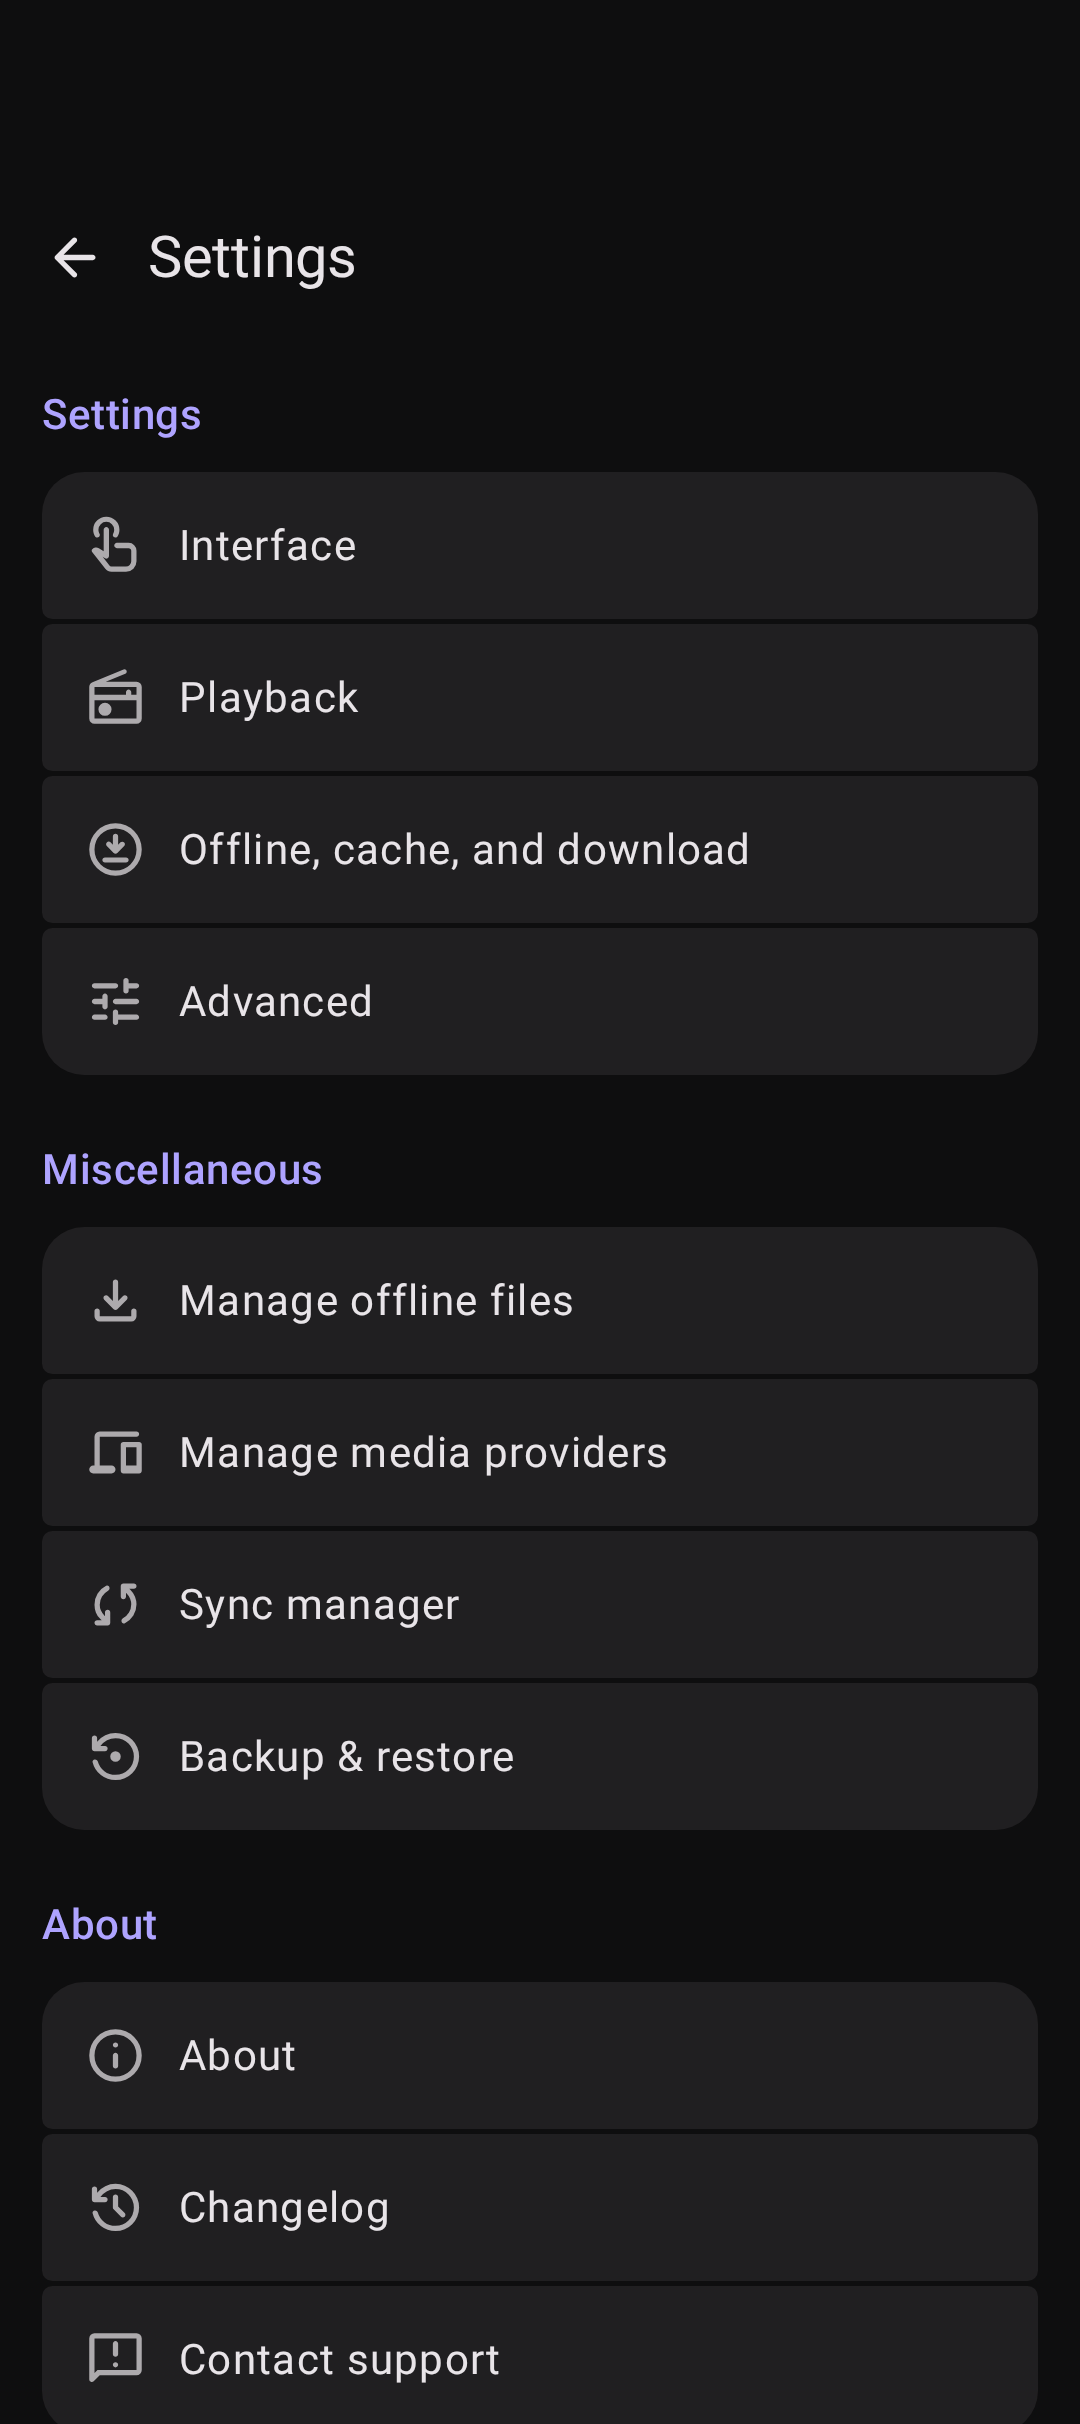 Settings
Settings
Interface
Playback
Offline, cache, and download
Advanced
Miscellaneous
Manage offline files
Manage media providers
Sync manager
Backup & restore
About
About
Changelog
Contact support